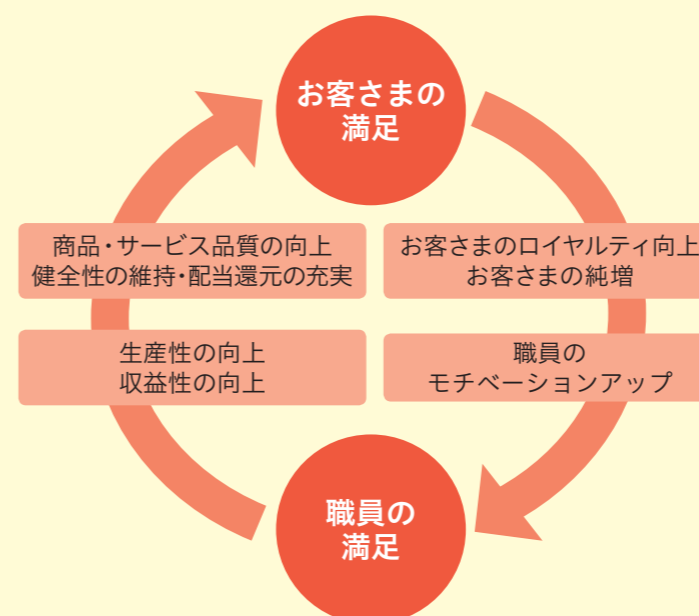 お客さまの
満足
商品・サービス品質の向上
健全性の維持・配当還元の充実
お客さまのロイヤルティ向上
お客さまの純増
生産性の向上
収益性の向上
職員の
モチベーションアップ
職員の
満足